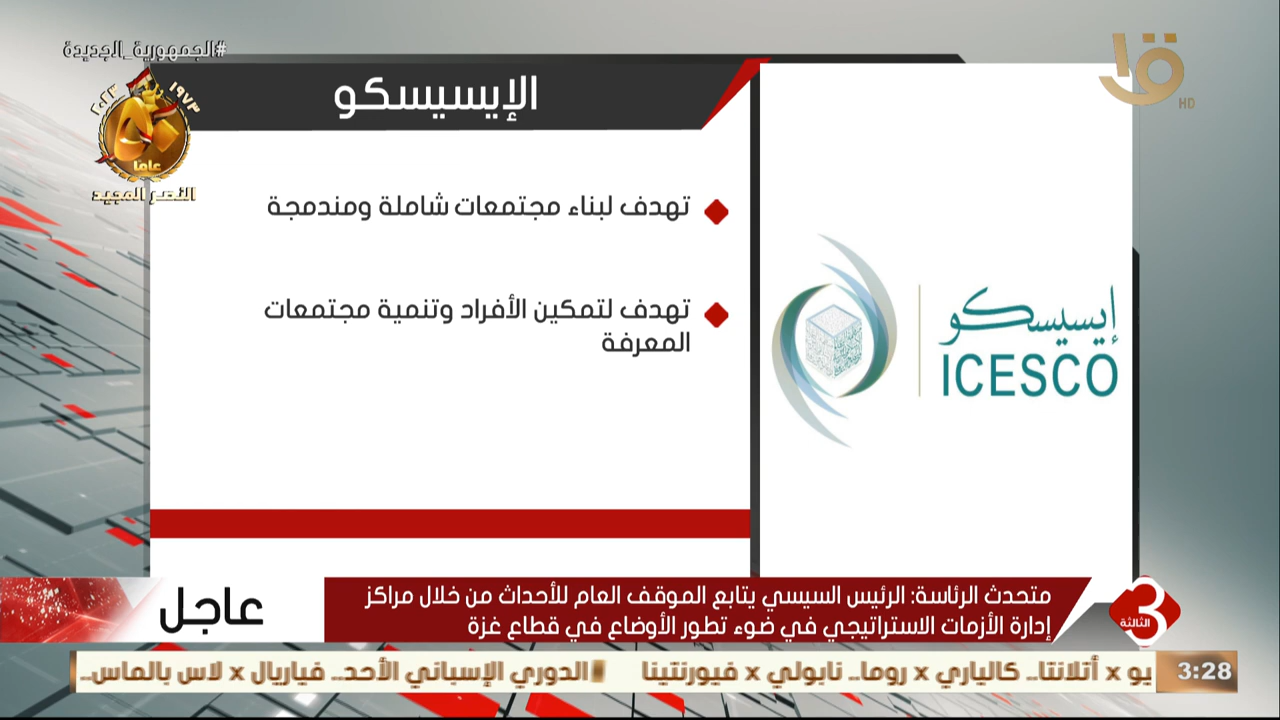 #الجمهورية_الجديدة
١٩٧٣
٢٠٢٣
٥٠
عاما
النصر المجيد
HD
الإيسيسكو
تهدف لبناء مجتمعات شاملة ومندمجة
تهدف لتمكين الأفراد وتنمية مجتمعات
المعرفة
إيسيسكو
ICESCO
3
الثالثة
متحدث الرئاسة: الرئيس السيسي يتابع الموقف العام للأحداث من خلال مراكز
إدارة الأزمات الاستراتيجي في ضوء تطور الأوضاع في قطاع غزة
عاجل
3:28
يو x أتلانتا.. كالياري x روما.. نابولي x فيورنتينا الدوري الإسباني الأحد.. فياريال x لاس بالماس..